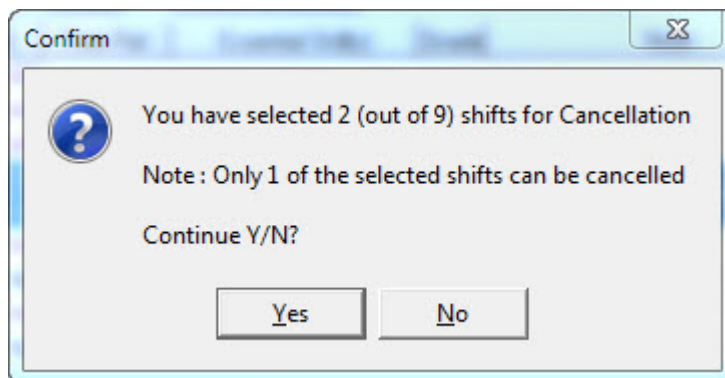 Confirm
You have selected 2 (out of 9) shifts for Cancellation
Note : Only 1 of the selected shifts can be cancelled
Continue Y/N?
Yes
No